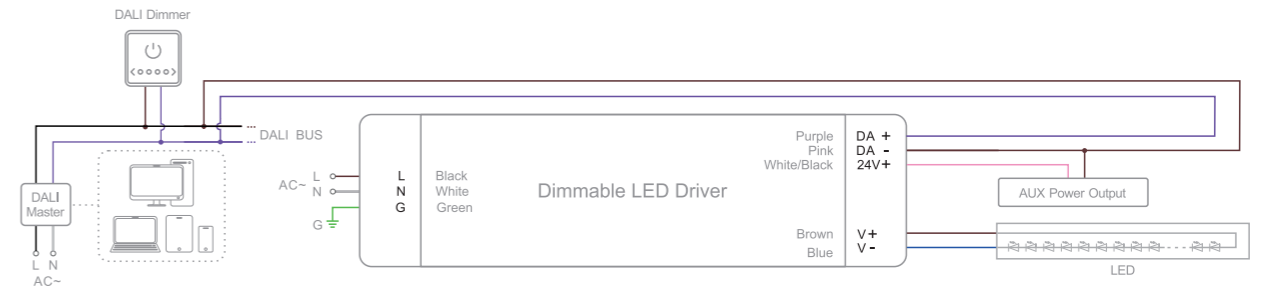 DALI Dimmer
DALI BUS
DALI
Master
L N
AC~
AC~
L
N
G
L
N
G
Black
White
Green
Dimmable LED Driver
Purple
Pink
White/Black
Brown
Blue
DA +
DA -
24V+
V+
V-
AUX Power Output
LED